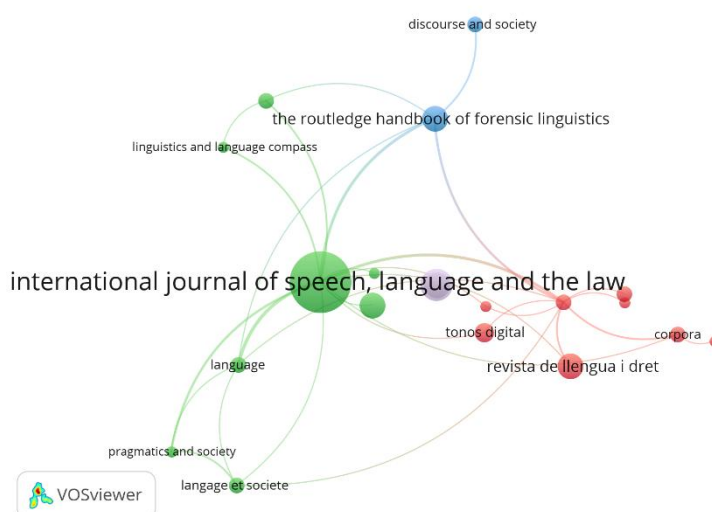 discourse and society
the routledge handbook of forensic linguistics
linguistics and language compass
international journal of speech, language and the law
tonos digital
corpora
language
revista de llengua i dret
pragmatics and society
langage et societe
VOSviewer